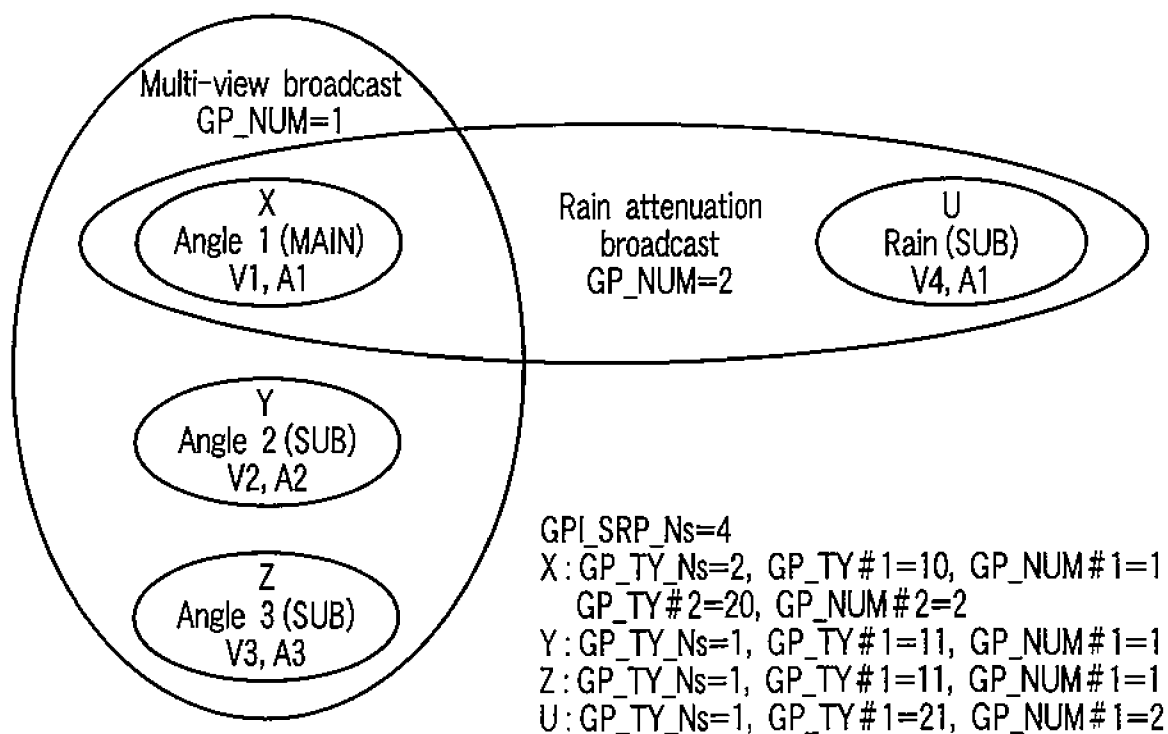 Multi-view broadcast
GP_NUM=1
X
Angle 1 (MAIN)
V1, A1
Rain attenuation
broadcast
GP_NUM=2
U
Rain (SUB)
V4, A1
Y
Angle 2 (SUB)
V2, A2
Z
Angle 3 (SUB)
V3, A3
GPI_SRP_Ns=4
X : GP_TY_Ns=2, GP_TY#1=10, GP_NUM#1=1
GP_TY#2=20, GP_NUM#2=2
Y : GP_TY_Ns=1, GP_TY#1=11, GP_NUM#1=1
Z : GP_TY_Ns=1, GP_TY#1=11, GP_NUM#1=1
U : GP_TY_Ns=1, GP_TY#1=21, GP_NUM#1=2